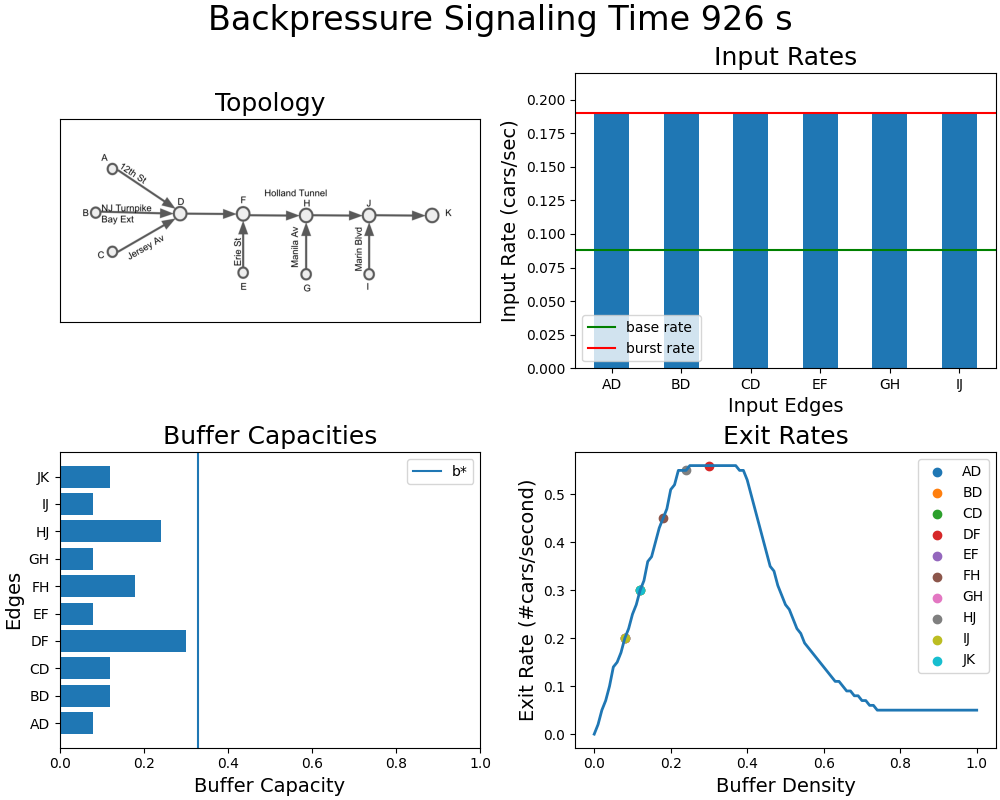 Backpressure Signaling Time 926 s
Topology
A
12th St
B
NJ Turnpike
Bay Ext
C
Jersey Av
D
F
Holland Tunnel
H
J
K
Erie St
Manila Av
Marin Blvd
E
G
I
Input Rates
Input Rate (cars/sec)
0.200
0.175
0.150
0.125
0.100
0.075
0.050
0.025
0.000
base rate
burst rate
AD BD CD EF GH IJ
Input Edges
Buffer Capacities
Edges
JK
IJ
HJ
GH
FH
EF
DF
CD
BD
AD
b*
0.0 0.2 0.4 0.6 0.8 1.0
Buffer Capacity
Exit Rates
Exit Rate (#cars/second)
0.5
0.4
0.3
0.2
0.1
0.0
AD
BD
CD
DF
EF
FH
GH
HJ
IJ
JK
0.0 0.2 0.4 0.6 0.8 1.0
Buffer Density